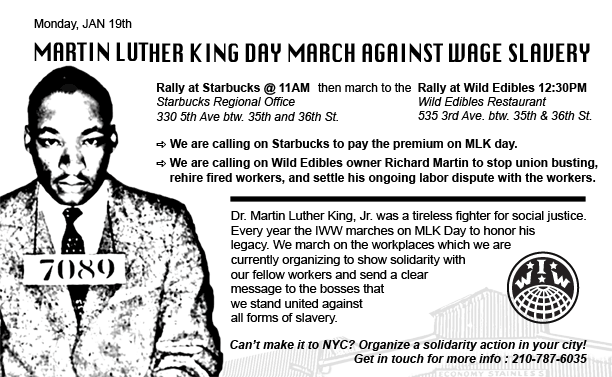 Monday, JAN 19th
MARTIN LUTHER KING DAY MARCH AGAINST WAGE SLAVERY
Rally at Starbucks @ 11AM then march to the Rally at Wild Edibles 12:30PM
Starbucks Regional Office Wild Edibles Restaurant
330 5th Ave btw. 35th and 36th St. 535 3rd Ave. btw. 35th & 36th St.
⇨ We are calling on Starbucks to pay the premium on MLK day.
⇨ We are calling on Wild Edibles owner Richard Martin to stop union busting,
rehire fired workers, and settle his ongoing labor dispute with the workers.
Dr. Martin Luther King, Jr. was a tireless fighter for social justice.
Every year the IWW marches on MLK Day to honor his
legacy. We march on the workplaces which we are
currently organizing to show solidarity with
our fellow workers and send a clear
message to the bosses that
we stand united against
all forms of slavery.
7089
IWW
Can't make it to NYC? Organize a solidarity action in your city!
Get in touch for more info : 210-787-6035
ECONOMY STAINLESS